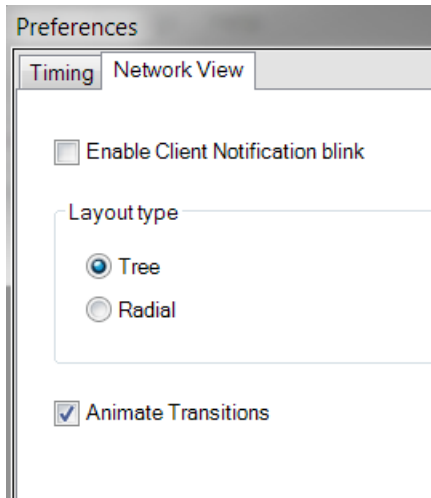 Preferences
Timing Network View
Enable Client Notification blink
Layout type
Tree
Radial
Animate Transitions